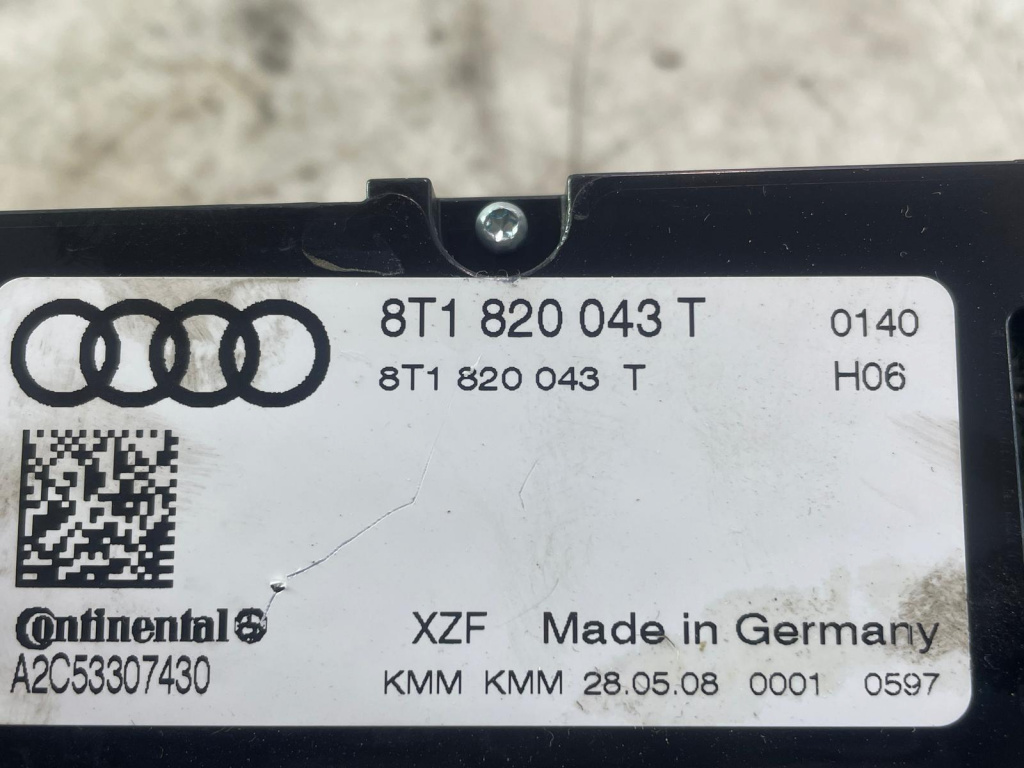 8T1 820 043 T 0140
8T1 820 043 T H06
Continental
A2C53307430
XZF Made in Germany
KMM KMM 28.05.08 0001 0597